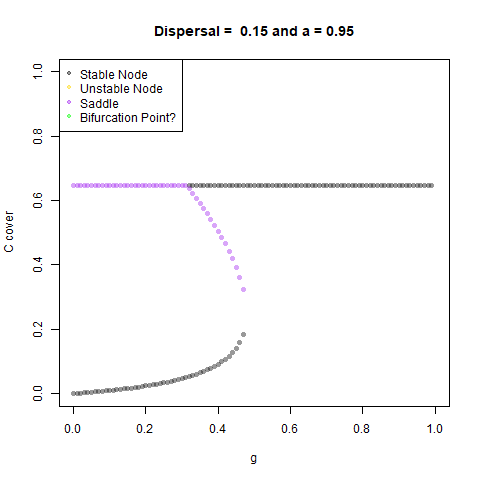 Dispersal =  0.15 and a = 0.95
Stable Node
Unstable Node
Saddle
Bifurcation Point?
C cover
1.0
0.8
0.6
0.4
0.2
0.0
0.0 0.2 0.4 0.6 0.8 1.0
g